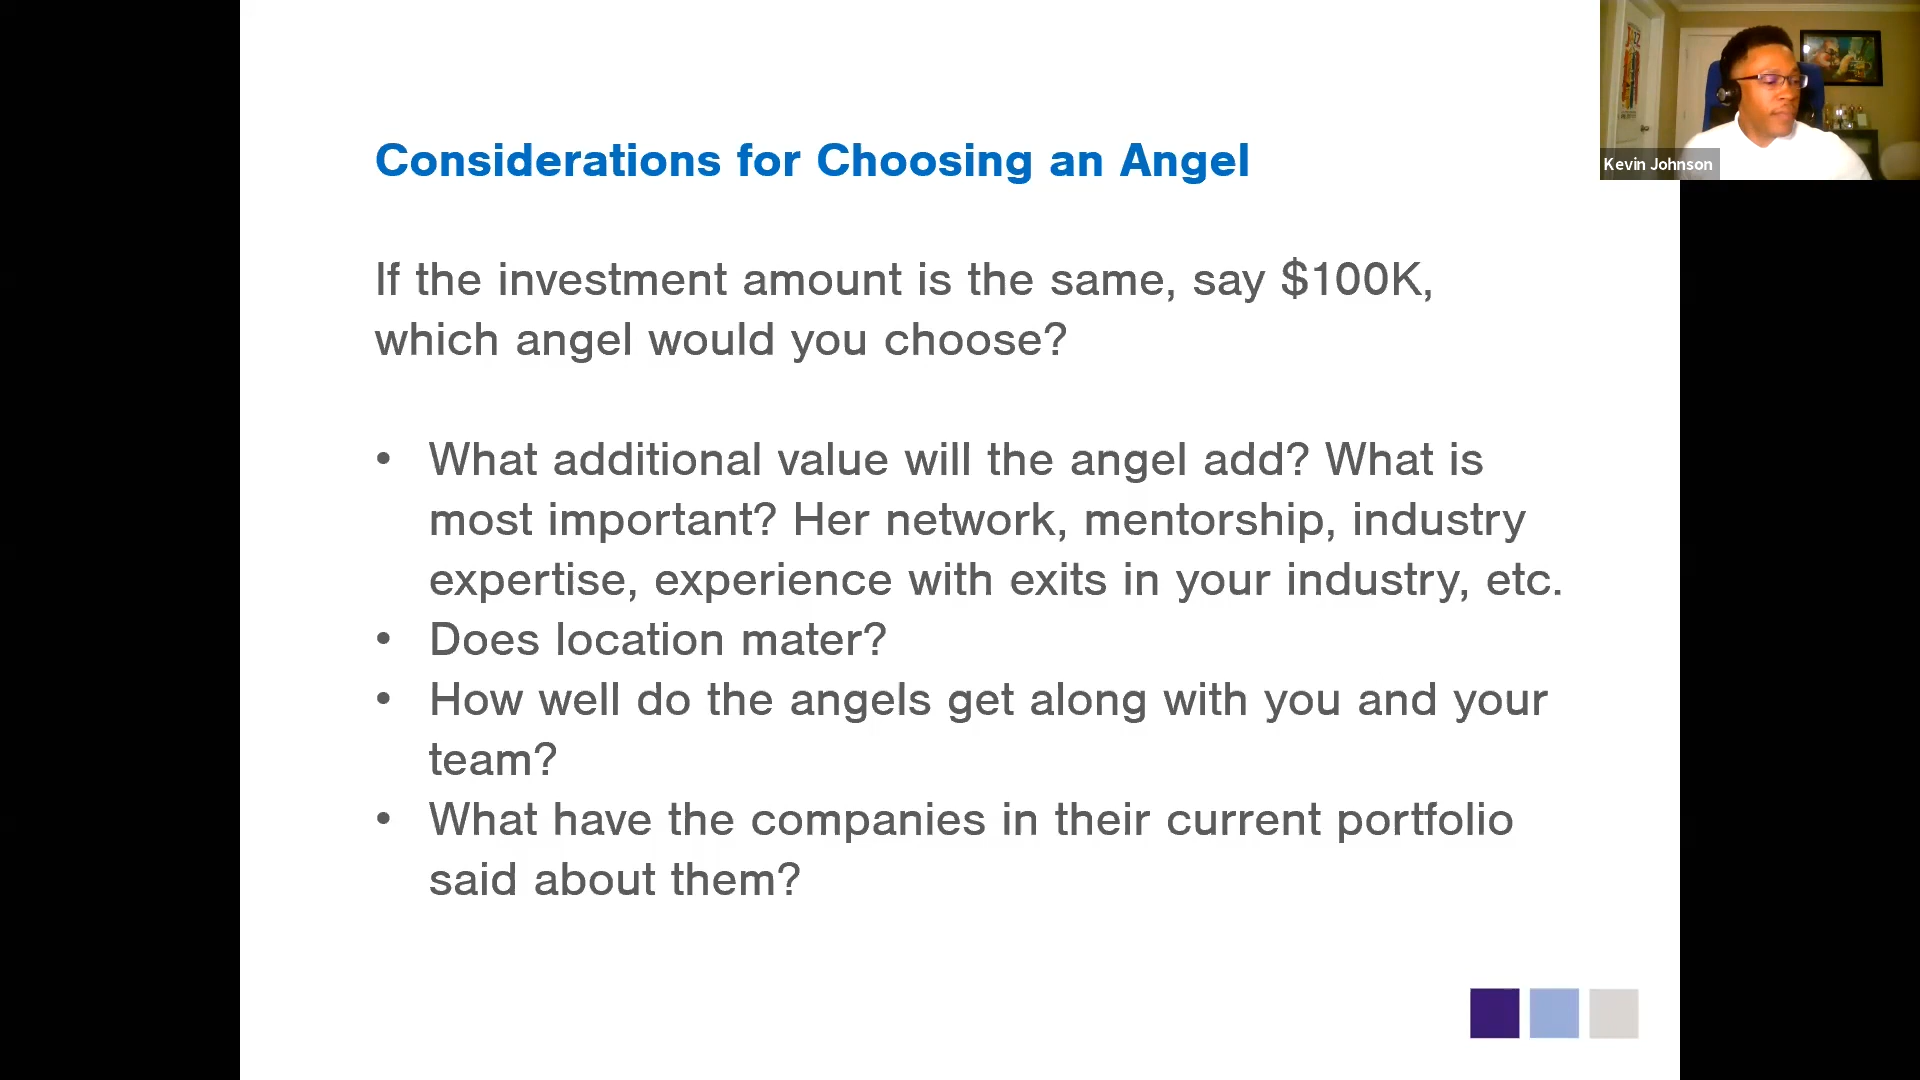 Considerations for Choosing an Angel
If the investment amount is the same, say $100K,
which angel would you choose?
• What additional value will the angel add? What is
most important? Her network, mentorship, industry
expertise, experience with exits in your industry, etc.
• Does location mater?
• How well do the angels get along with you and your
team?
• What have the companies in their current portfolio
said about them?
Kevin Johnson